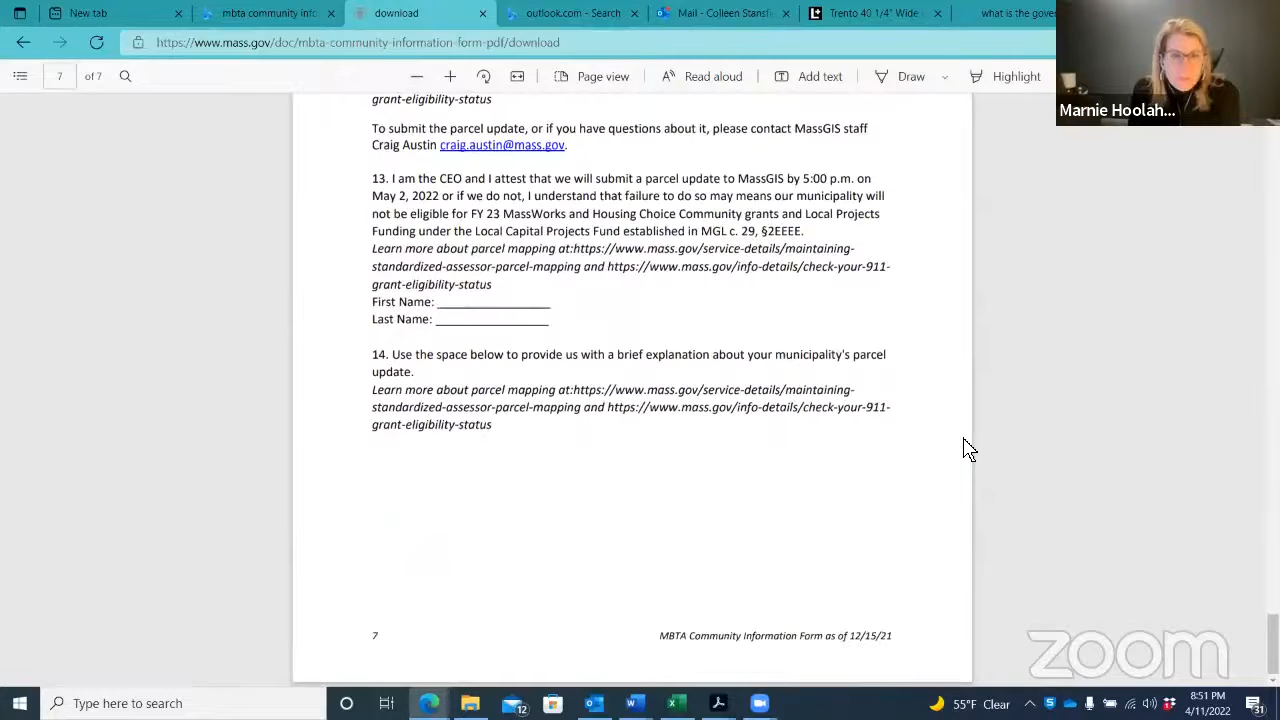 New Tab
mbta community info
download
outlook.com - Search
Mail - Colleen Stansfie
Trento 40 1/4" Wide
what is the gove
https://www.mass.gov/doc/mbta-community-information-form-pdf/download
7 of 7
Page view
Read aloud
Add text
Draw
Highlight
Marnie Hoolah...
grant-eligibility-status
To submit the parcel update, or if you have questions about it, please contact MassGIS staff
Craig Austin craig.austin@mass.gov.
13. I am the CEO and I attest that we will submit a parcel update to MassGIS by 5:00 p.m. on
May 2, 2022 or if we do not, I understand that failure to do so may means our municipality will
not be eligible for FY 23 MassWorks and Housing Choice Community grants and Local Projects
Funding under the Local Capital Projects Fund established in MGL c. 29, §2EEEE.
Learn more about parcel mapping at:https://www.mass.gov/service-details/maintaining-
standardized-assessor-parcel-mapping and https://www.mass.gov/info-details/check-your-911-
grant-eligibility-status
First Name: _________________
Last Name: _________________
14. Use the space below to provide us with a brief explanation about your municipality's parcel
update.
Learn more about parcel mapping at:https://www.mass.gov/service-details/maintaining-
standardized-assessor-parcel-mapping and https://www.mass.gov/info-details/check-your-911-
grant-eligibility-status
7
MBTA Community Information Form as of 12/15/21
zoom
Type here to search
12
55°F Clear
8:51 PM
4/11/2022
31